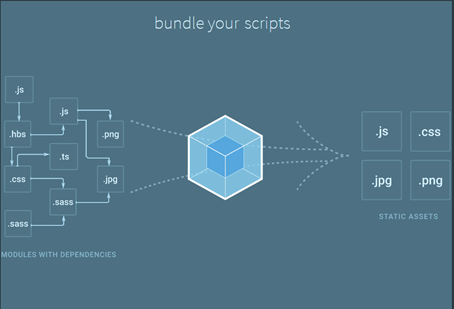 bundle your scripts
.js
.js
.hbs
.png
.ts
.css
.jpg
.sass
.sass
MODULES WITH DEPENDENCIES
.js
.css
.jpg
.png
STATIC ASSETS